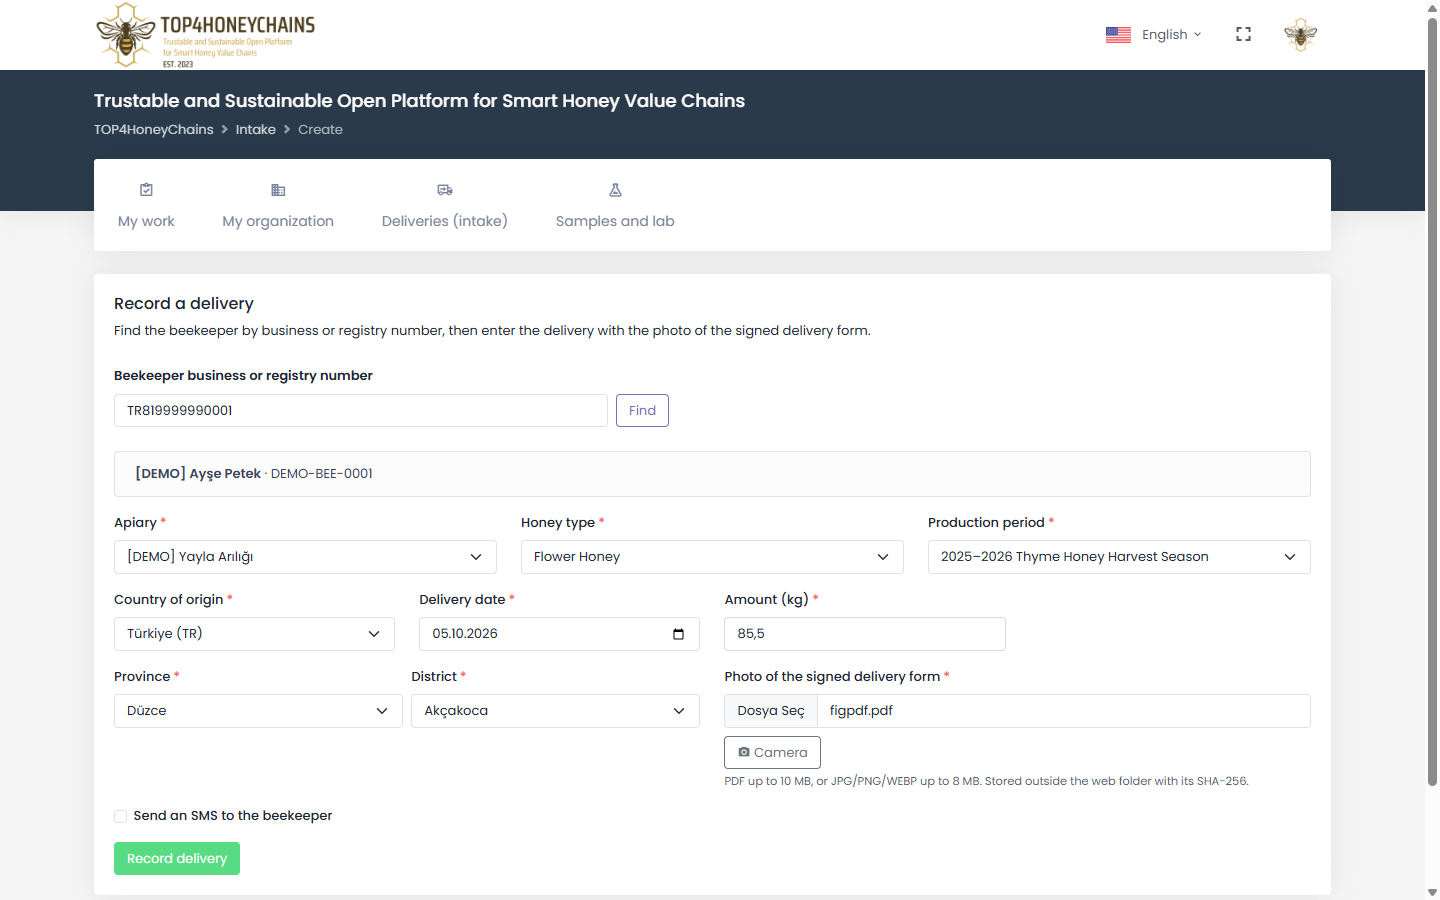 TOP4HONEYCHAINS
Trustable and Sustainable Open Platform
for Smart Honey Value Chains
EST. 2023
English
Trustable and Sustainable Open Platform for Smart Honey Value Chains
TOP4HoneyChains > Intake > Create
My work
My organization
Deliveries (intake)
Samples and lab
Record a delivery
Find the beekeeper by business or registry number, then enter the delivery with the photo of the signed delivery form.
Beekeeper business or registry number
TR819999990001 Find
[DEMO] Ayşe Petek · DEMO-BEE-0001
Apiary * Honey type * Production period *
[DEMO] Yayla Arılığı Flower Honey 2025–2026 Thyme Honey Harvest Season
Country of origin * Delivery date * Amount (kg) *
Türkiye (TR) 05.10.2026 85,5
Province * District * Photo of the signed delivery form *
Düzce Akçakoca Dosya Seç figpdf.pdf
Camera
PDF up to 10 MB, or JPG/PNG/WEBP up to 8 MB. Stored outside the web folder with its SHA-256.
Send an SMS to the beekeeper
Record delivery